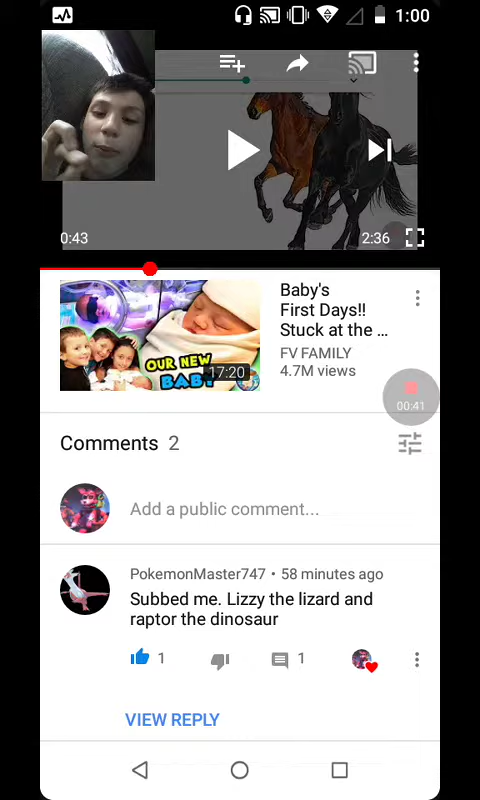 1:00
0:43
2:36
Baby's
First Days!!
Stuck at the ...
FV FAMILY
4.7M views
OUR NEW
BABY
17:20
00:41
Comments 2
Add a public comment...
PokemonMaster747 • 58 minutes ago
Subbed me. Lizzy the lizard and
raptor the dinosaur
1
1
VIEW REPLY